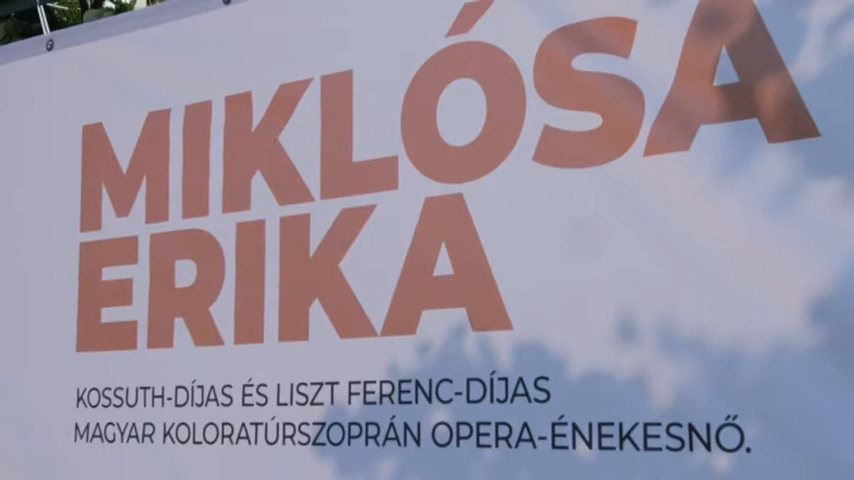 MIKLÓSA
ERIKA
KOSSUTH-DÍJAS ÉS LISZT FERENC-DÍJAS
MAGYAR KOLORATÚRSZOPRÁN OPERA-ÉNEKESNŐ.